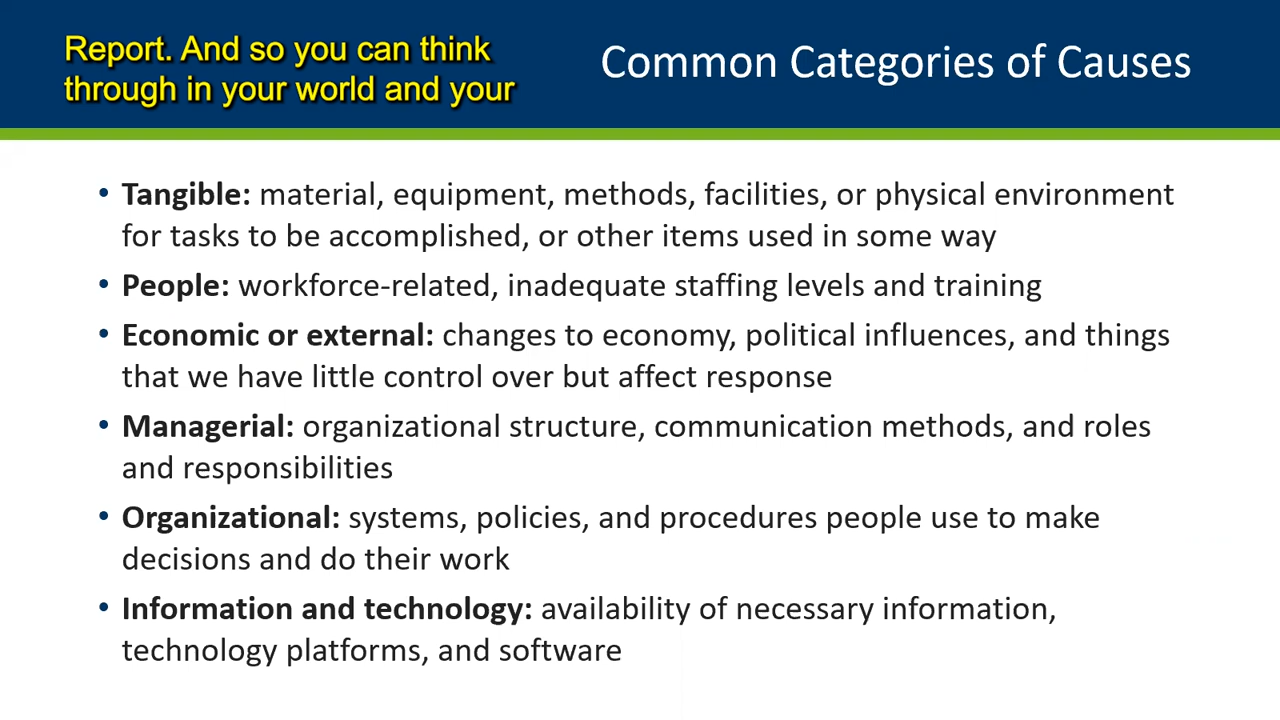 Report. And so you can think
through in your world and your
Common Categories of Causes
• Tangible: material, equipment, methods, facilities, or physical environment
for tasks to be accomplished, or other items used in some way
• People: workforce-related, inadequate staffing levels and training
• Economic or external: changes to economy, political influences, and things
that we have little control over but affect response
• Managerial: organizational structure, communication methods, and roles
and responsibilities
• Organizational: systems, policies, and procedures people use to make
decisions and do their work
• Information and technology: availability of necessary information,
technology platforms, and software